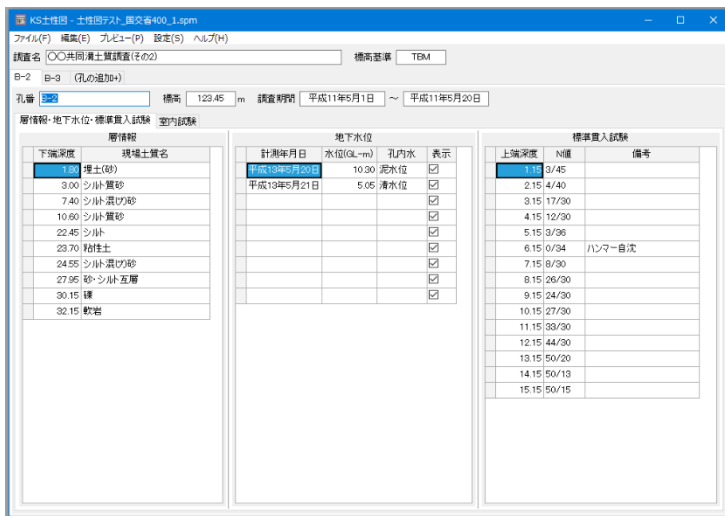 KS土性図 - 土性図テスト_国交省400_1.spm
ファイル(F) 編集(E) プレビュー(P) 設定(S) ヘルプ(H)
調査名 〇〇共同溝土質調査(その2) 標高基準 TBM
B-2 B-3 (孔の追加+)
孔番 B-2 標高 123.45 m 調査期間 平成11年5月1日 ～ 平成11年5月20日
層情報・地下水位・標準貫入試験 室内試験
層情報
下端深度 現場土質名
1.80 埋土(砂)
3.00 シルト質砂
7.40 シルト混じり砂
10.60 シルト質砂
22.45 シルト
23.70 粘性土
24.55 シルト混じり砂
27.95 砂・シルト互層
30.15 礫
32.15 軟岩
地下水位
計測年月日 水位(GL-m) 孔内水 表示
平成13年5月20日 10.30 泥水位
平成13年5月21日 5.05 清水位
標準貫入試験
上端深度 N値 備考
1.15 3/45
2.15 4/40
3.15 17/30
4.15 12/30
5.15 3/36
6.15 0/34 ハンマー自沈
7.15 8/30
8.15 26/30
9.15 24/30
10.15 27/30
11.15 33/30
12.15 44/30
13.15 50/20
14.15 50/13
15.15 50/15